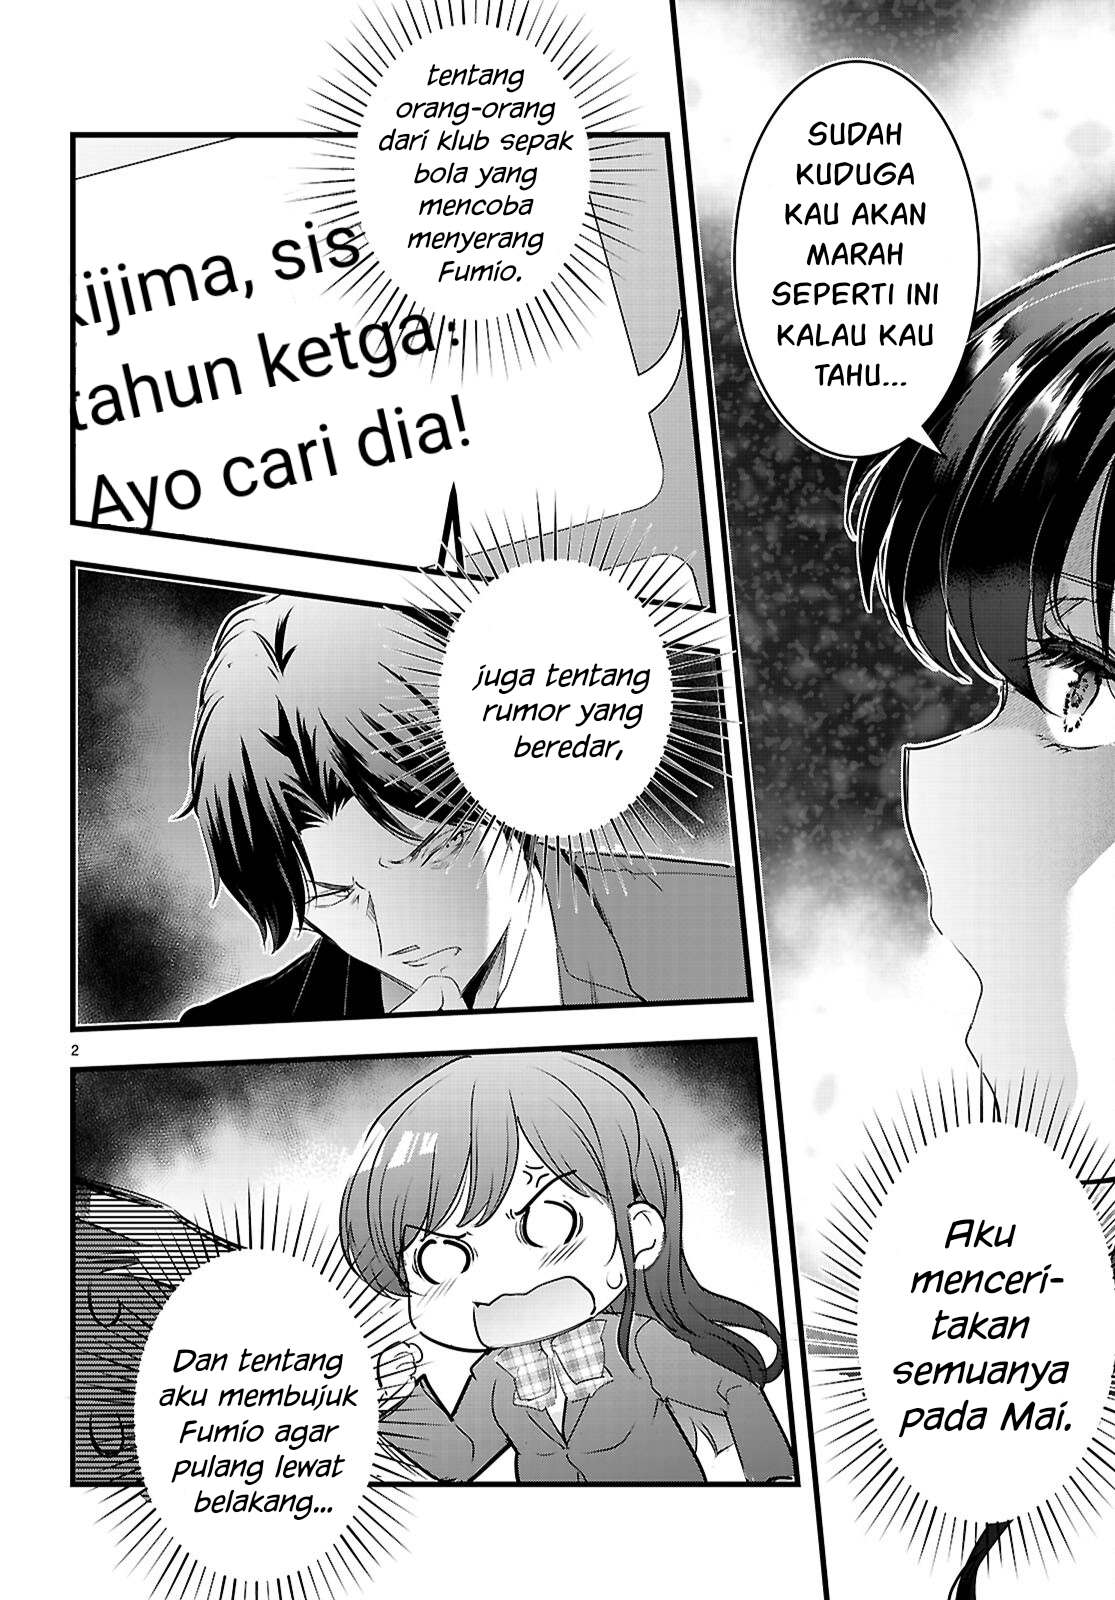 SUDAH
KUDUGA
KAU AKAN
MARAH
SEPERTI INI
KALAU KAU
TAHU...
Aku
menceri-
takan
semuanya
pada Mai.
tentang
orang-orang
dari klub sepak
bola yang
mencoba
menyerang
Fumio.
kijima, sis
tahun ketga
Ayo cari dia!
juga tentang
rumor yang
beredar,
2
Dan tentang
aku membujuk
Fumio agar
pulang lewat
belakang...